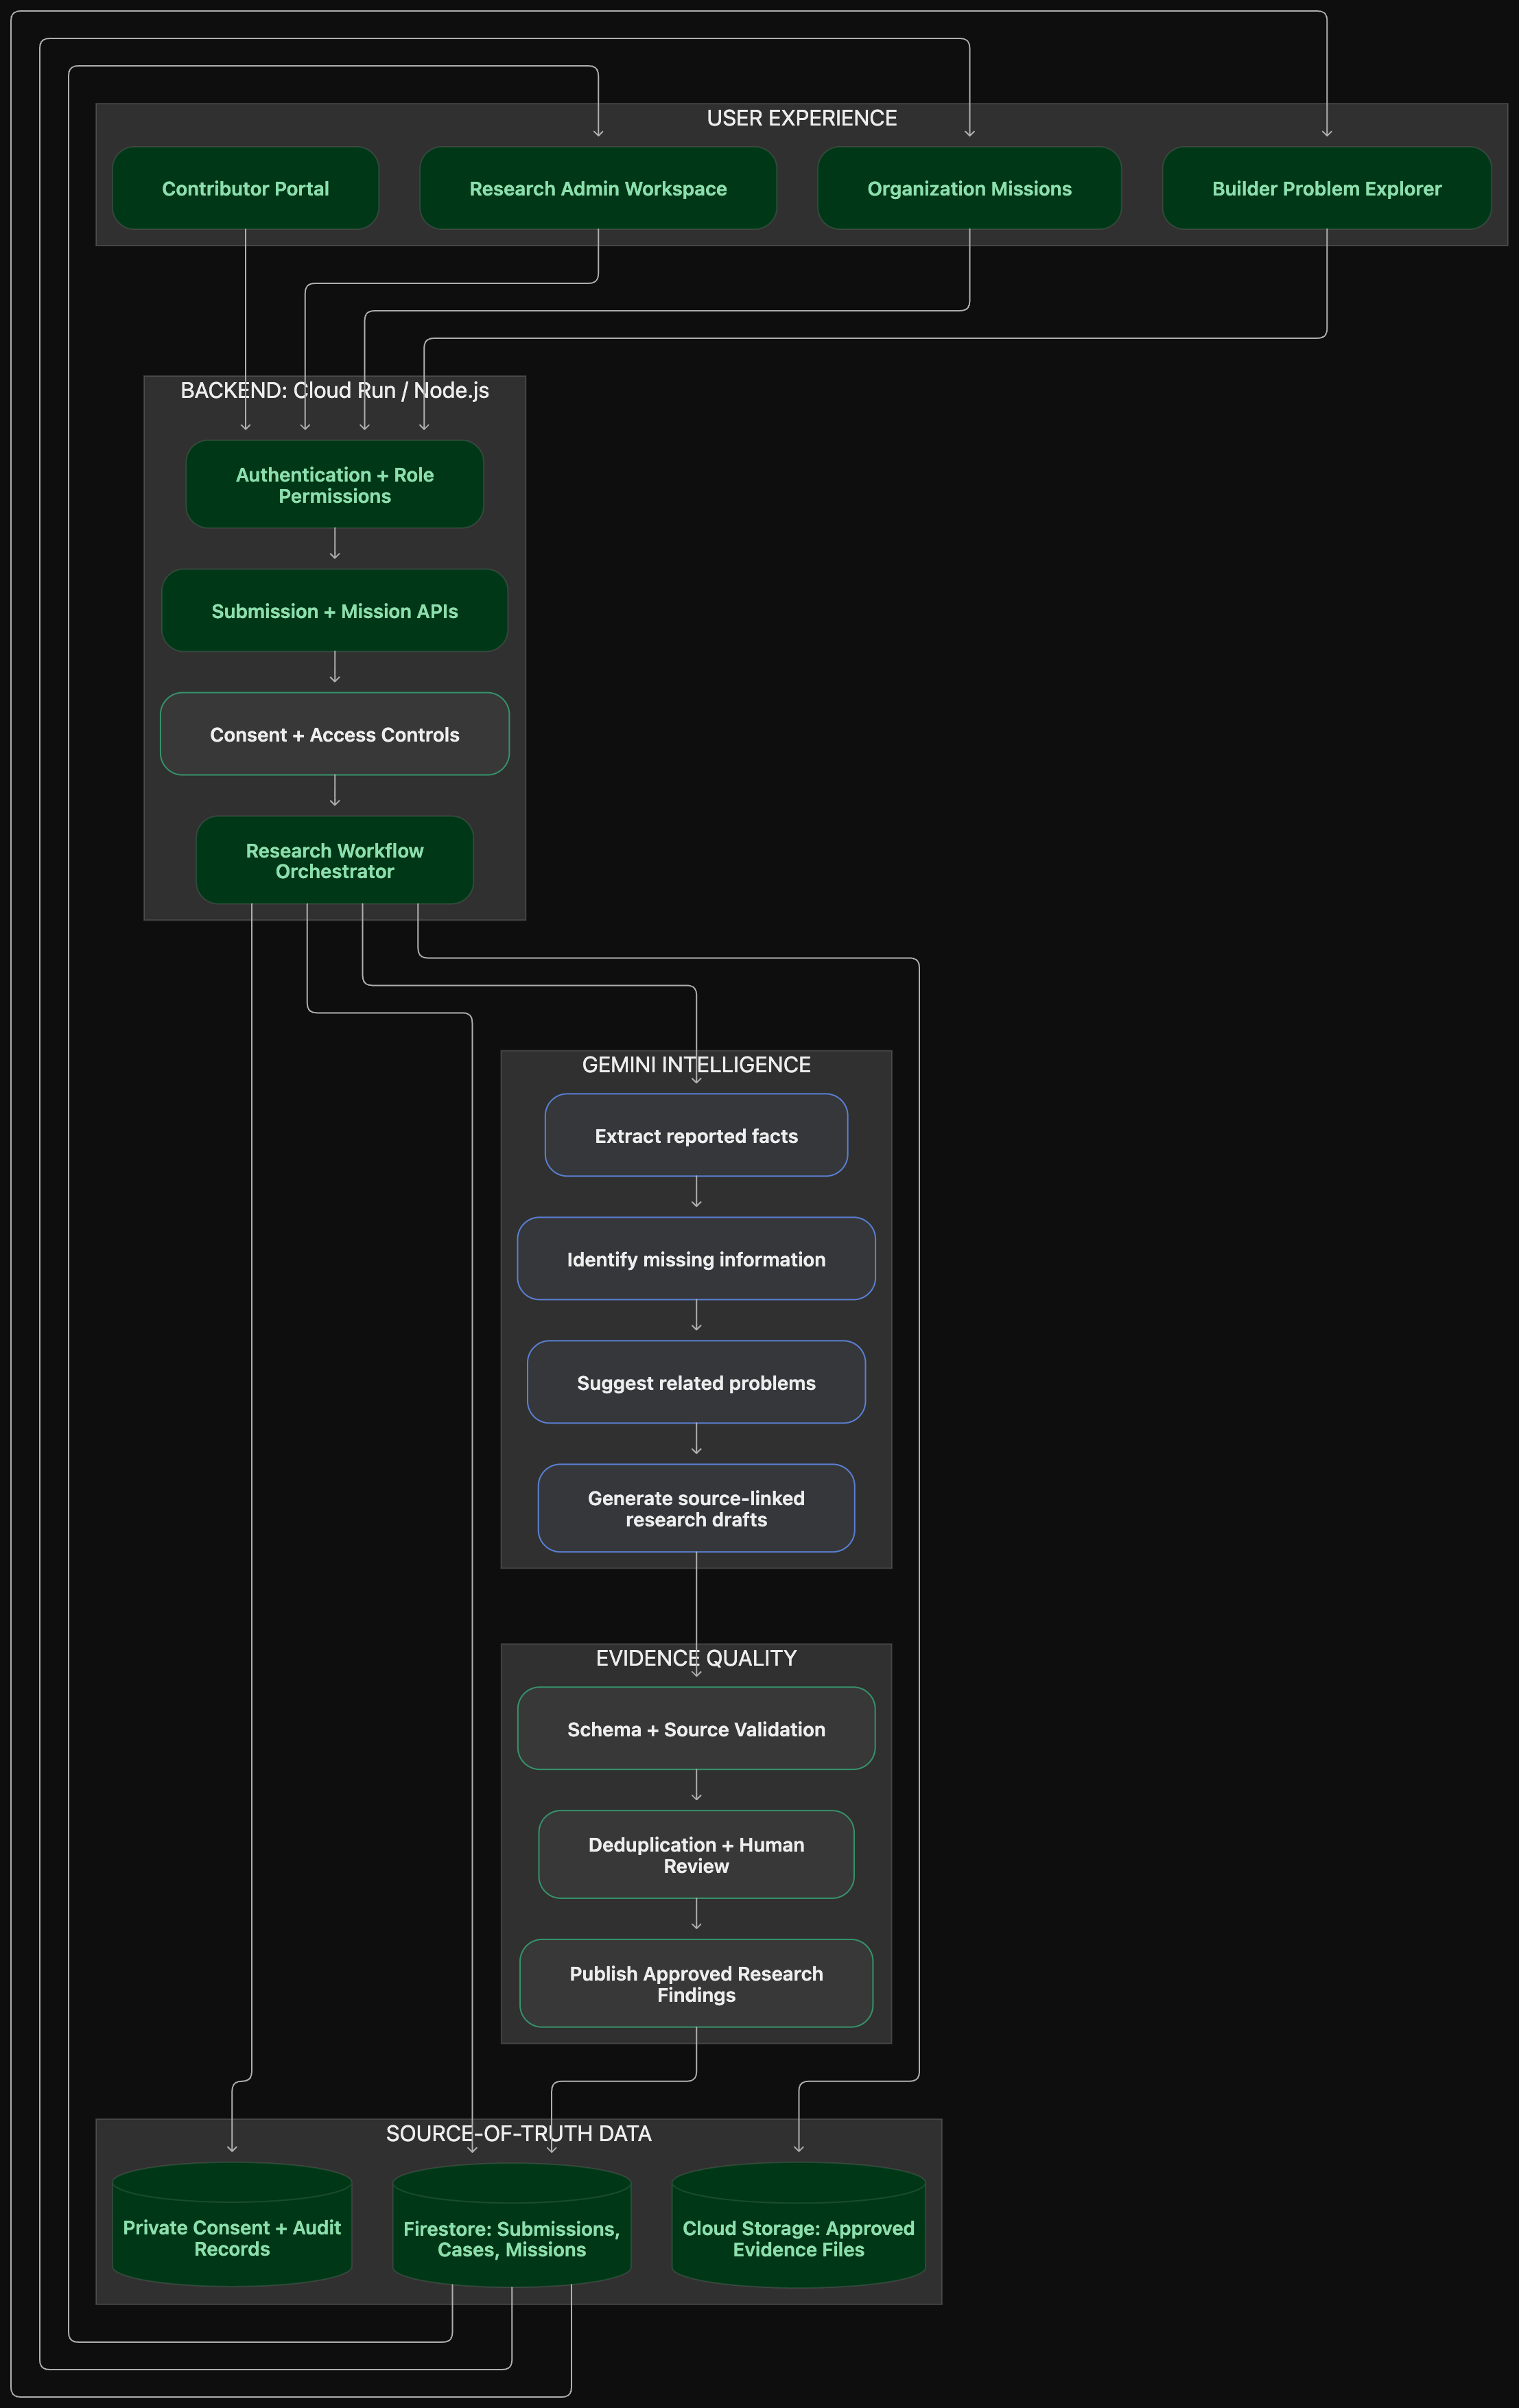 USER EXPERIENCE
Contributor Portal
Research Admin Workspace
Organization Missions
Builder Problem Explorer
BACKEND: Cloud Run / Node.js
Authentication + Role
Permissions
Submission + Mission APIs
Consent + Access Controls
Research Workflow
Orchestrator
GEMINI INTELLIGENCE
Extract reported facts
Identify missing information
Suggest related problems
Generate source-linked
research drafts
EVIDENCE QUALITY
Schema + Source Validation
Deduplication + Human
Review
Publish Approved Research
Findings
SOURCE-OF-TRUTH DATA
Private Consent + Audit
Records
Firestore: Submissions,
Cases, Missions
Cloud Storage: Approved
Evidence Files